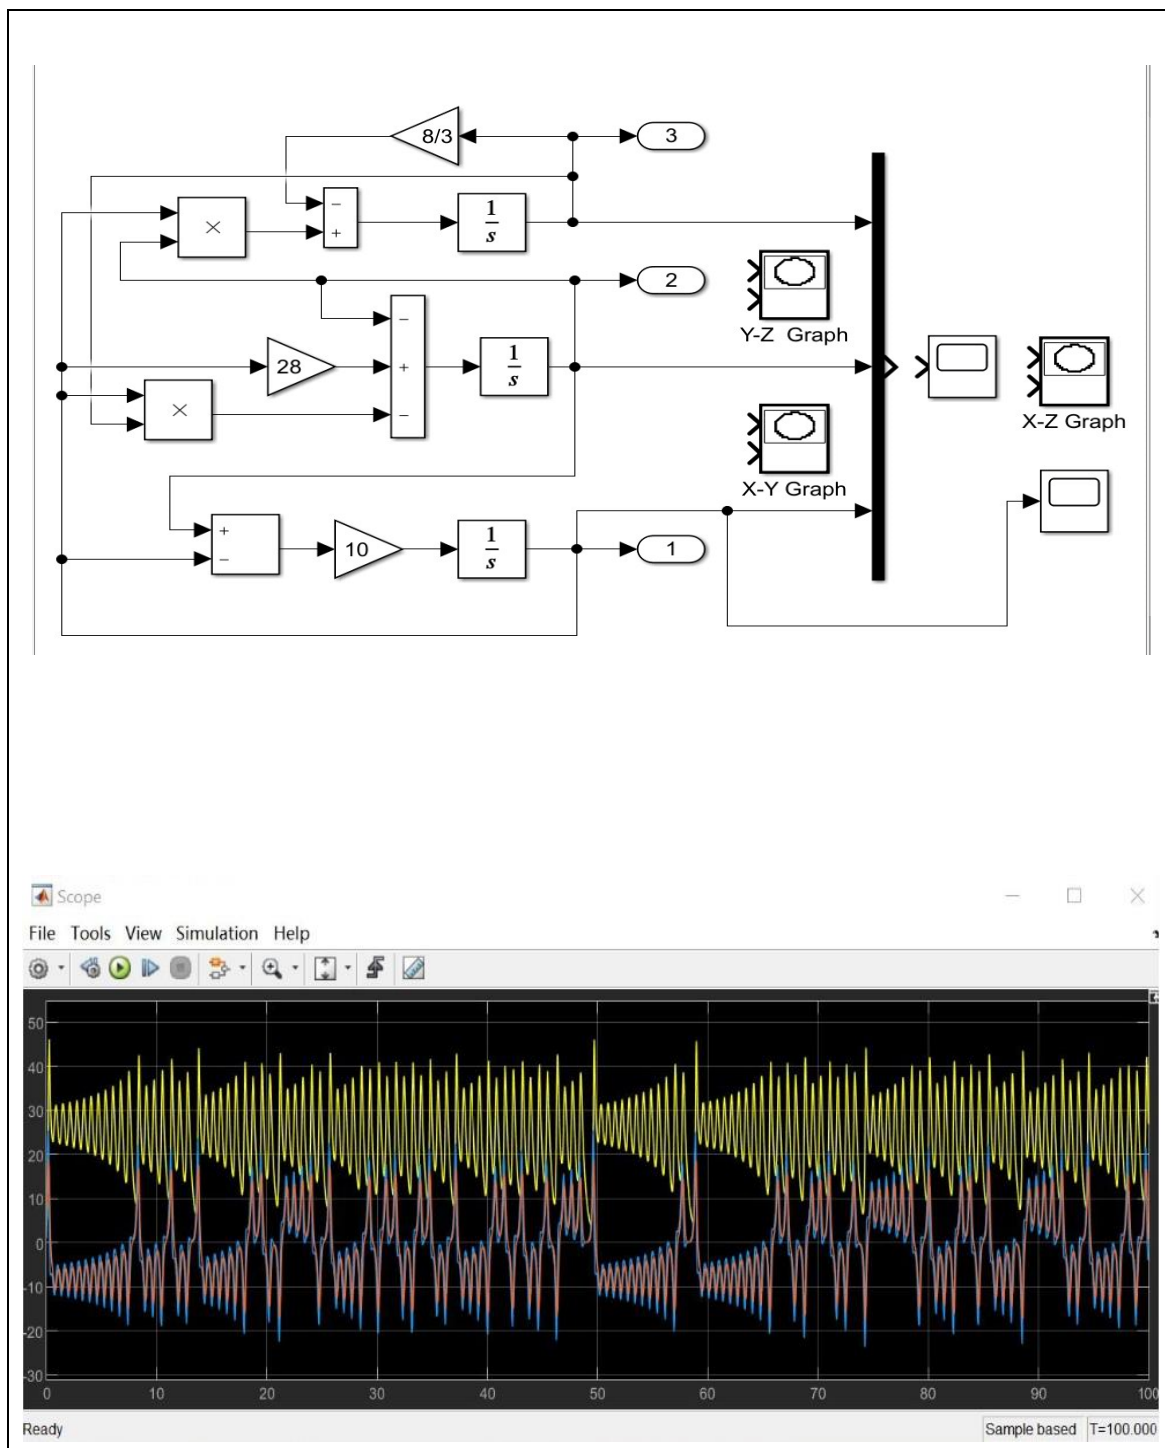 8/3
3
−
+
×
1
s
2
Y-Z Graph
−
28
+
1
s
×
−
X-Z Graph
X-Y Graph
+
−
10
1
s
1
Scope
File Tools View Simulation Help
50
40
30
20
10
0
-10
-20
-30
0 10 20 30 40 50 60 70 80 90 100
Ready Sample based T=100.000